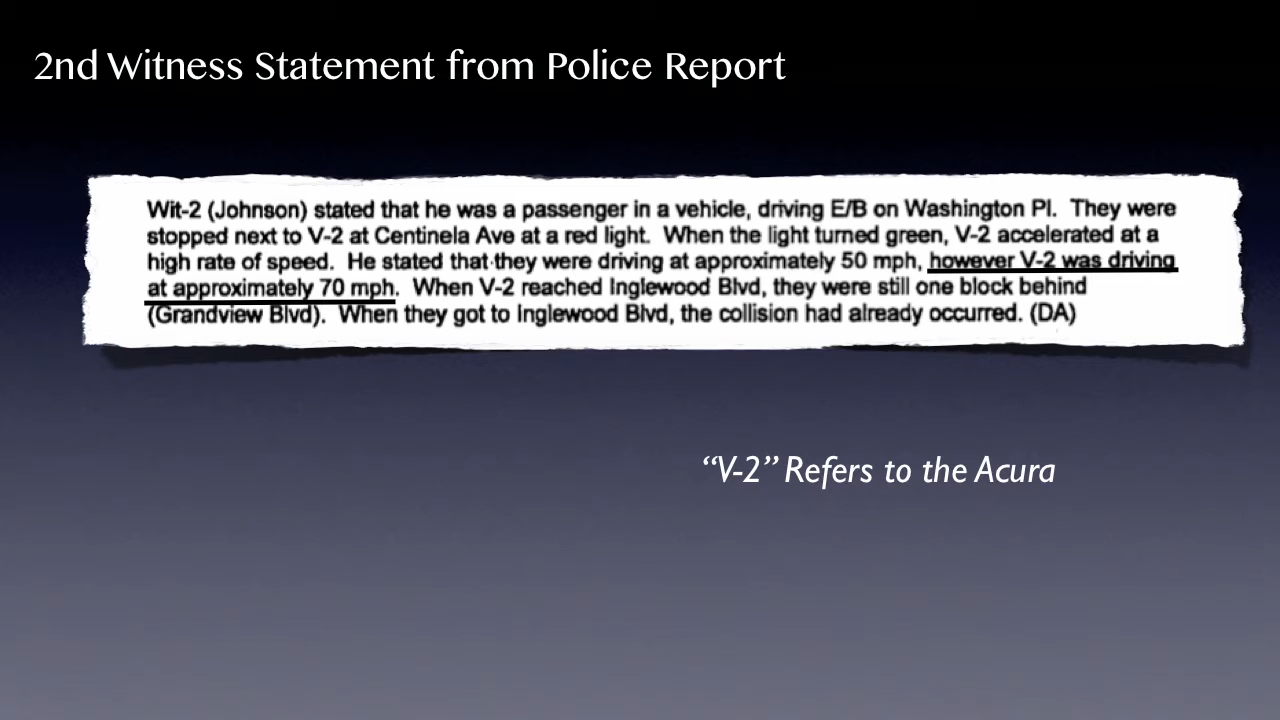 2nd Witness Statement from Police Report
Wit-2 (Johnson) stated that he was a passenger in a vehicle, driving E/B on Washington Pl.  They were
stopped next to V-2 at Centinela Ave at a red light.  When the light turned green, V-2 accelerated at a
high rate of speed.  He stated that they were driving at approximately 50 mph, however V-2 was driving
at approximately 70 mph.  When V-2 reached Inglewood Blvd, they were still one block behind
(Grandview Blvd).  When they got to Inglewood Blvd, the collision had already occurred. (DA)
“V-2” Refers to the Acura